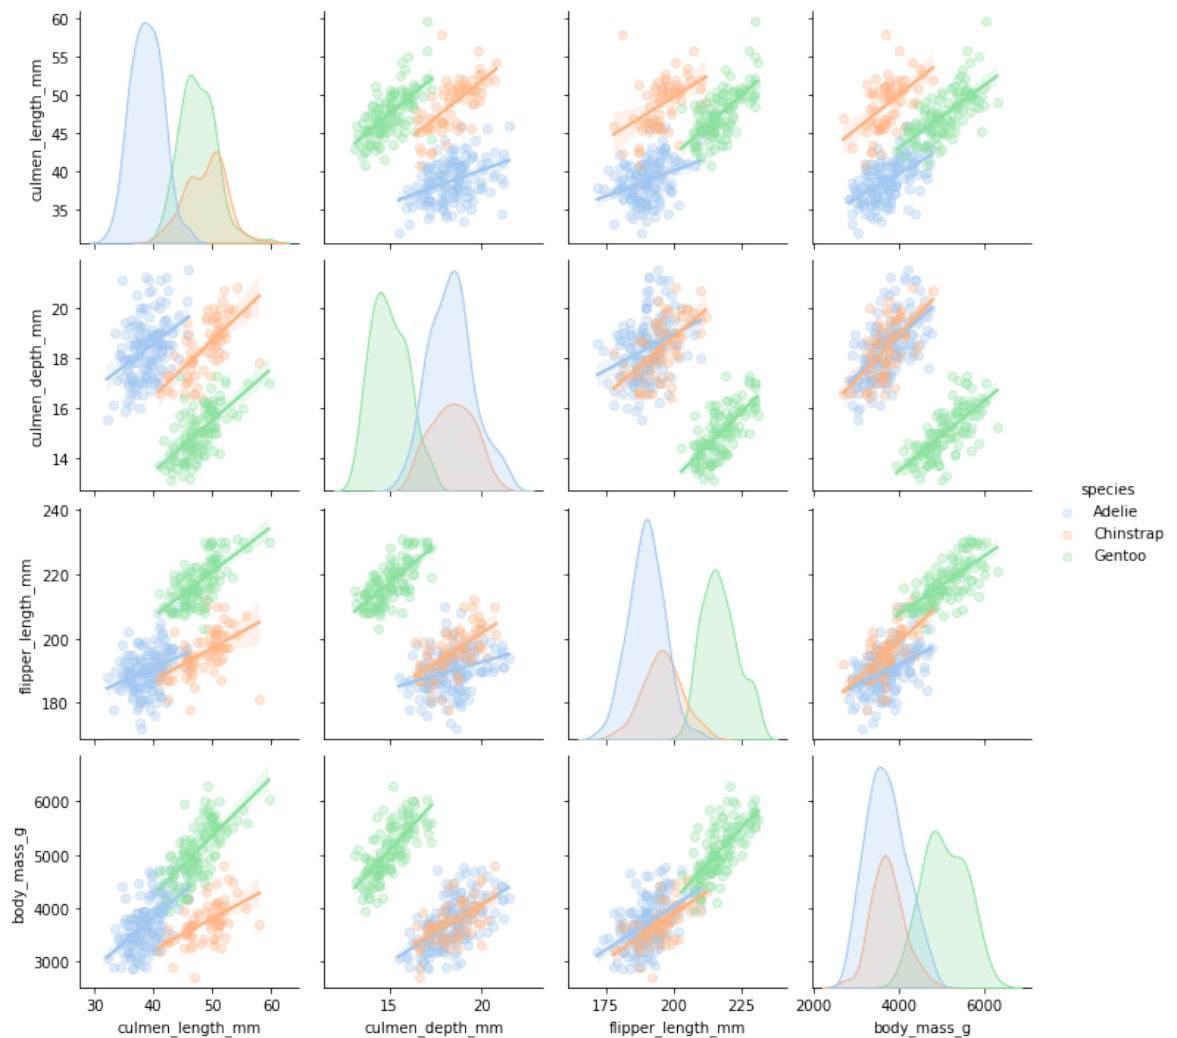 60
55
50
45
40
35
culmen_length_mm
20
18
16
14
culmen_depth_mm
species
Adelie
Chinstrap
Gentoo
240
220
200
180
flipper_length_mm
6000
5000
4000
3000
body_mass_g
30 40 50 60
15 20
175 200 225
2000 4000 6000
culmen_length_mm
culmen_depth_mm
flipper_length_mm
body_mass_g